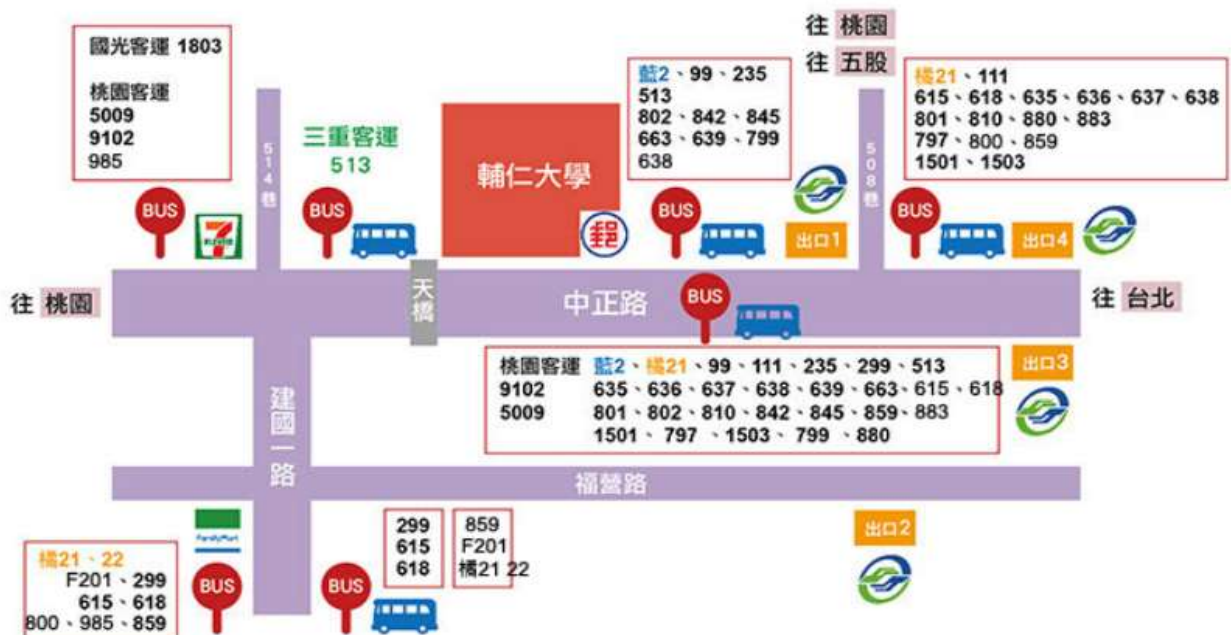 國光客運 1803
桃園客運
5009
9102
985
514巷
三重客運
513
輔仁大學
郵
藍2、99、235
513
802、842、845
663、639、799
638
往 桃園
往 五股
508巷
橘21、111
615、618、635、636、637、638
801、810、880、883
797、800、859
1501、1503
BUS
7
ELEVEN
BUS
BUS
出口1
BUS
出口4
往 桃園
天橋
中正路
BUS
往 台北
桃園客運
9102
5009
藍2、橘21、99、111、235、299、513
635、636、637、638、639、663、615、618
801、802、810、842、845、859、883
1501、797、1503、799、880
出口3
建國一路
福營路
FamilyMart
橘21、22
F201、299
615、618
800、985、859
BUS
BUS
299
615
618
859
F201
橘21 22
出口2